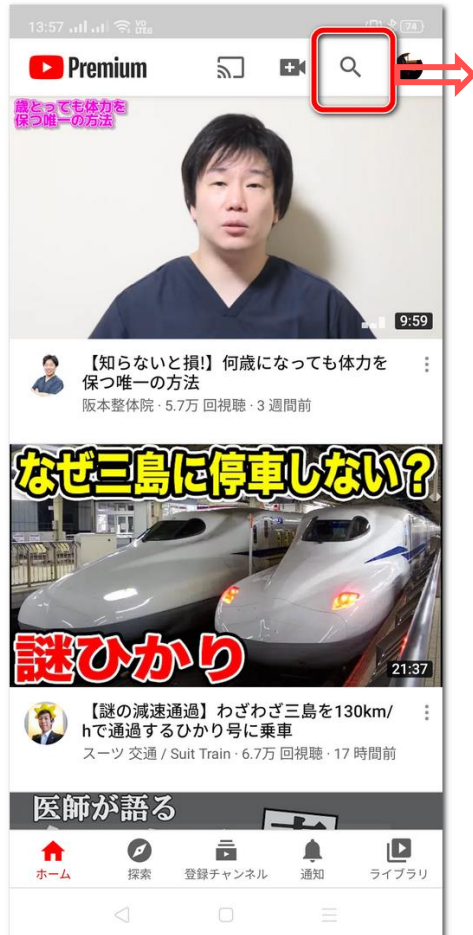 13:57
VO
LTE
74
Premium
歳とっても体力を
保つ唯一の方法
9:59
【知らないと損!】何歳になっても体力を
保つ唯一の方法
阪本整体院 · 5.7万 回視聴 · 3 週間前
なぜ三島に停車しない?
謎ひかり
21:37
【謎の減速通過】わざわざ三島を130km/
hで通過するひかり号に乗車
スーツ 交通 / Suit Train · 6.7万 回視聴 · 17 時間前
医師が語る
ホーム
探索
登録チャンネル
通知
ライブラリ